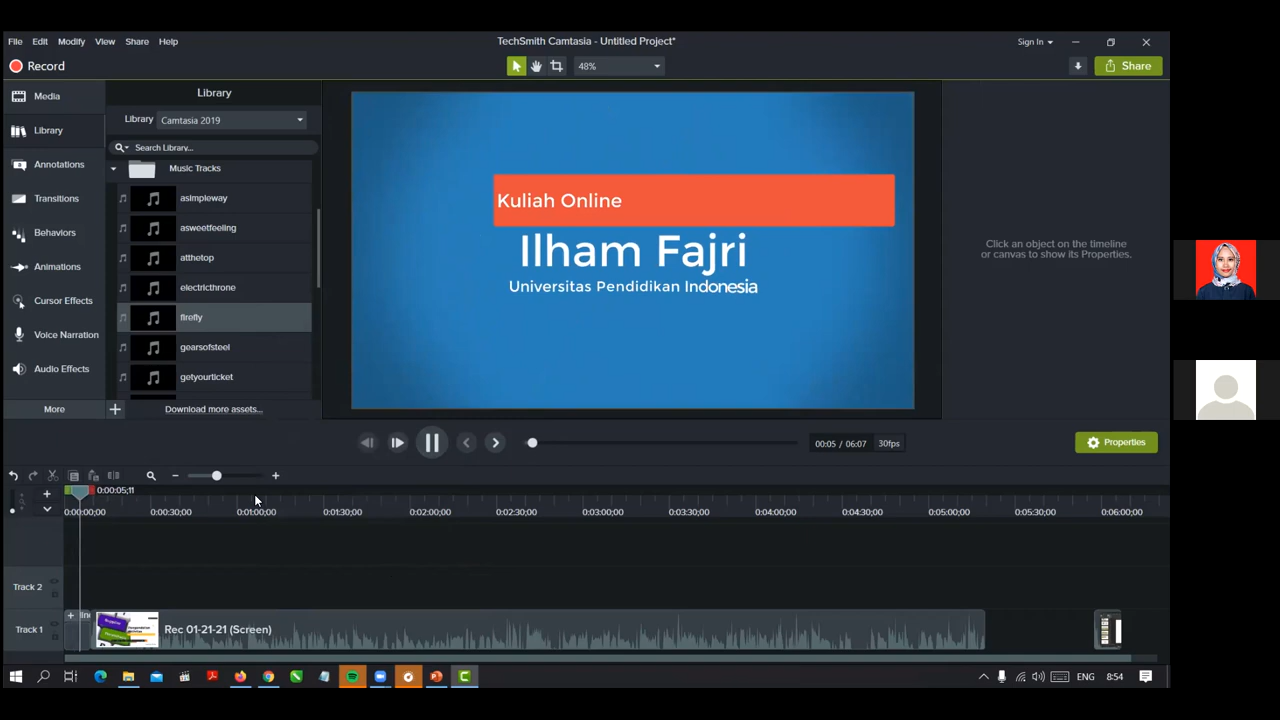 File Edit Modify View Share Help
TechSmith Camtasia - Untitled Project*
Sign In
Record
48%
Share
Media
Library
Annotations
Transitions
Behaviors
Animations
Cursor Effects
Voice Narration
Audio Effects
More
Library
Library Camtasia 2019
Search Library...
Music Tracks
asimpleway
asweetfeeling
atthetop
electricthrone
firefly
gearsofsteel
getyourticket
Download more assets...
Kuliah Online
Ilham Fajri
Universitas Pendidikan Indonesia
Click an object on the timeline
or canvas to show its Properties.
00:05 / 06:07 30fps
Properties
0:00:05;11
0:00:00;00 0:00:30;00 0:01:00;00 0:01:30;00 0:02:00;00 0:02:30;00 0:03:00;00 0:03:30;00 0:04:00;00 0:04:30;00 0:05:00;00 0:05:30;00 0:06:00;00
Track 2
Track 1
Rec 01-21-21 (Screen)
ENG 8:54